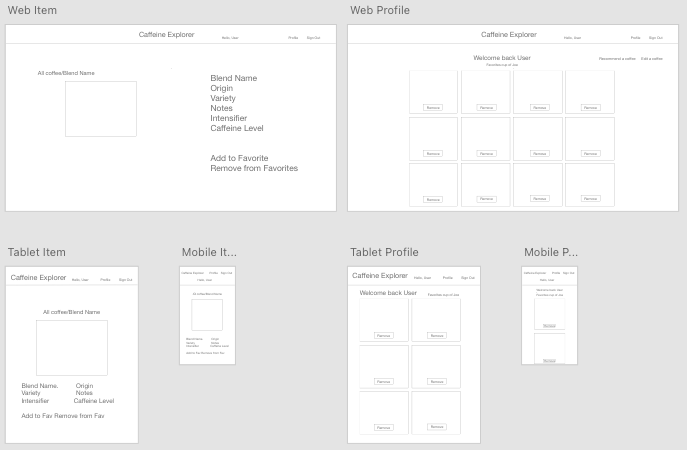 Web Item
Caffeine Explorer
Hello, User
Profile
Sign Out
All coffee/Blend Name
Blend Name
Origin
Variety
Notes
Intensifier
Caffeine Level
Add to Favorite
Remove from Favorites
Web Profile
Caffeine Explorer
Hello, User
Profile
Sign Out
Welcome back User
Favorites cup of Joe
Recommend a coffee
Edit a coffee
Remove Remove Remove Remove
Remove Remove Remove Remove
Remove Remove Remove Remove
Tablet Item
Caffeine Explorer
Hello, User
Profile
Sign Out
All coffee/Blend Name
Blend Name. Origin
Variety Notes
Intensifier Caffeine Level
Add to Fav Remove from Fav
Mobile It...
Caffeine Explorer Profile Sign Out
Hello, User
All coffee/Blend Name
Blend Name Origin
Variety Notes
Intensifier Caffeine Level
Add to Fav Remove from Fav
Tablet Profile
Caffeine Explorer
Hello, User
Profile
Sign Out
Welcome back User
Favorites cup of Joe
Remove Remove
Remove Remove
Remove Remove
Mobile P...
Caffeine Explorer Profile Sign Out
Hello, User
Welcome back User
Favorites cup of Joe
Remove
Remove